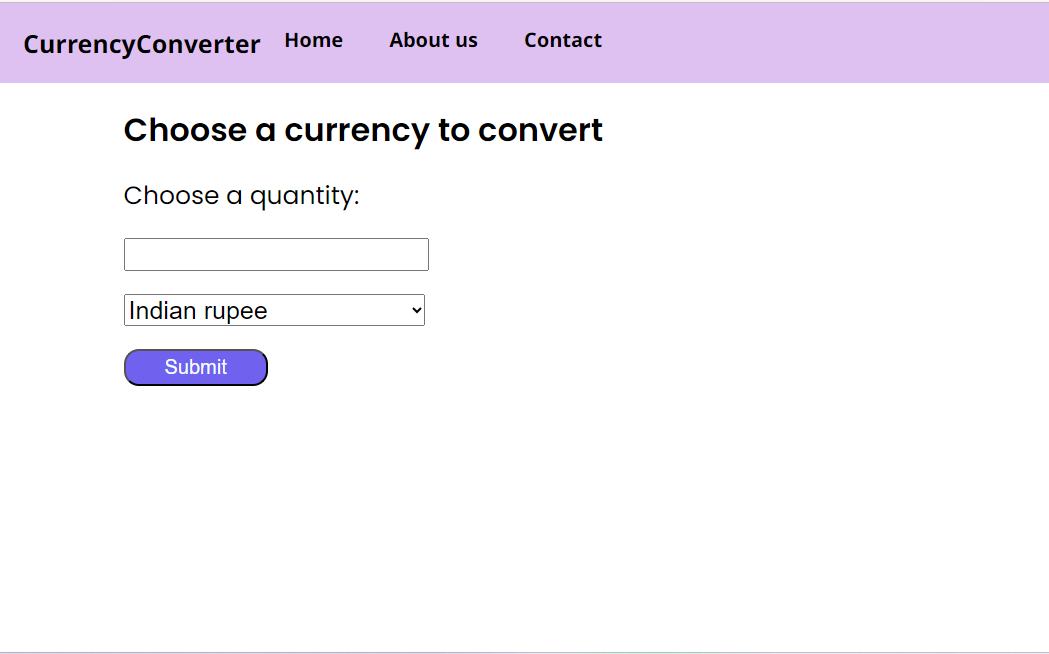 CurrencyConverter Home About us Contact
Choose a currency to convert
Choose a quantity:
Indian rupee
Submit